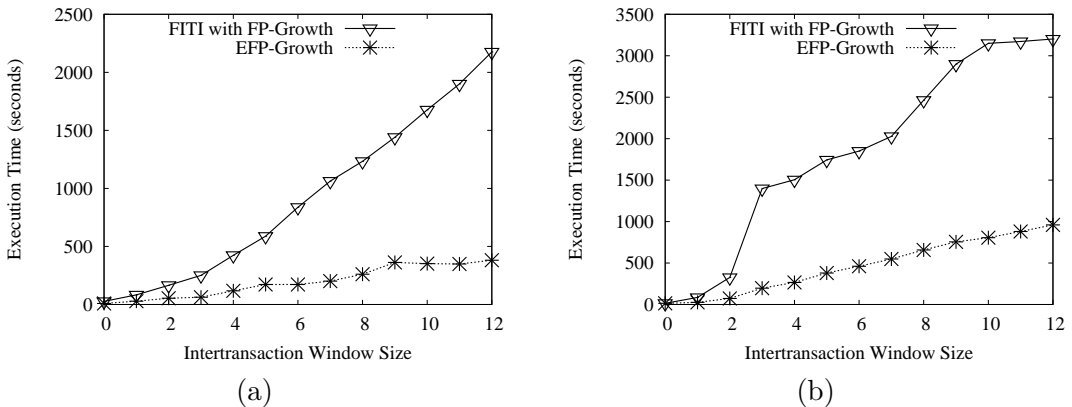 2500
2000
1500
1000
500
0
Execution Time (seconds)
FITI with FP-Growth
EFP-Growth
0 2 4 6 8 10 12
Intertransaction Window Size
(a)
3500
3000
2500
2000
1500
1000
500
0
Execution Time (seconds)
FITI with FP-Growth
EFP-Growth
0 2 4 6 8 10 12
Intertransaction Window Size
(b)